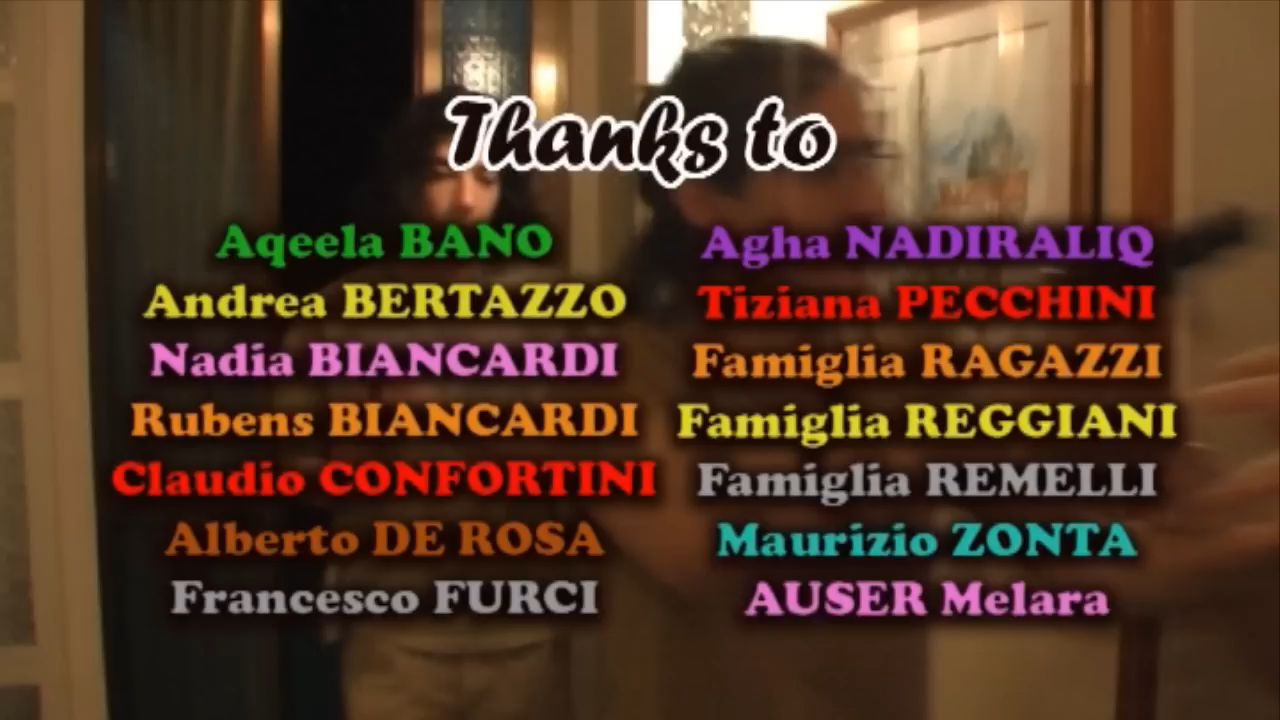 Thanks to
Aqeela BANO
Andrea BERTAZZO
Nadia BIANCARDI
Rubens BIANCARDI
Claudio CONFORTINI
Alberto DE ROSA
Francesco FURCI
Agha NADIRALIQ
Tiziana PECCHINI
Famiglia RAGAZZI
Famiglia REGGIANI
Famiglia REMELLI
Maurizio ZONTA
AUSER Melara